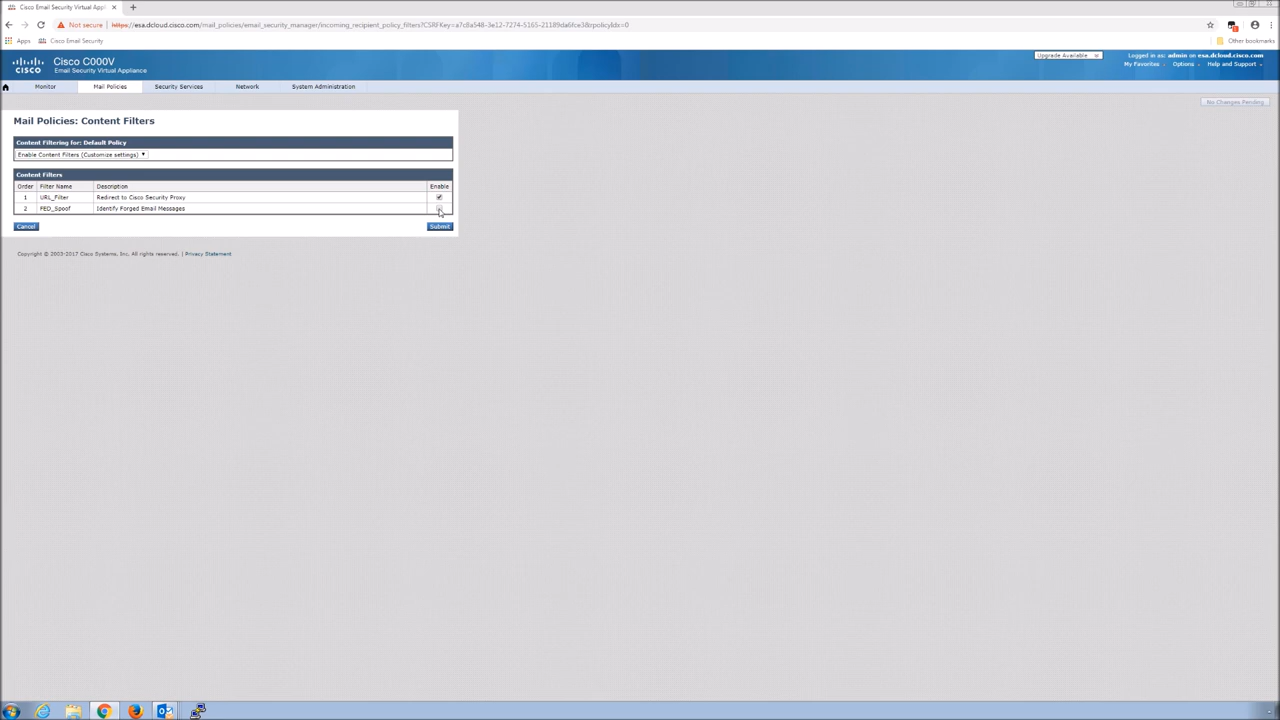 Cisco Email Security Virtual Appliance
Not secure | https://esa.dcloud.cisco.com/mail_policies/email_security_manager/incoming_recipient_policy_filters?CSRFKey=a7c8a548-3e12-7274-5165-21189da6fce3&rpolicyIds=0
Apps Cisco Email Security Other bookmarks
CISCO
Cisco C000V
Email Security Virtual Appliance
Upgrade Available
Logged in as: admin on esa.dcloud.cisco.com
My Favorites Options Help and Support
Monitor Mail Policies Security Services Network System Administration
No Changes Pending
Mail Policies: Content Filters
Content Filtering for: Default Policy
Enable Content Filters (Customize settings)
Content Filters
Order Filter Name Description Enable
1 URL_Filter Redirect to Cisco Security Proxy
2 FED_Spoof Identify Forged Email Messages
Cancel Submit
Copyright © 2003-2017 Cisco Systems, Inc. All rights reserved. | Privacy Statement